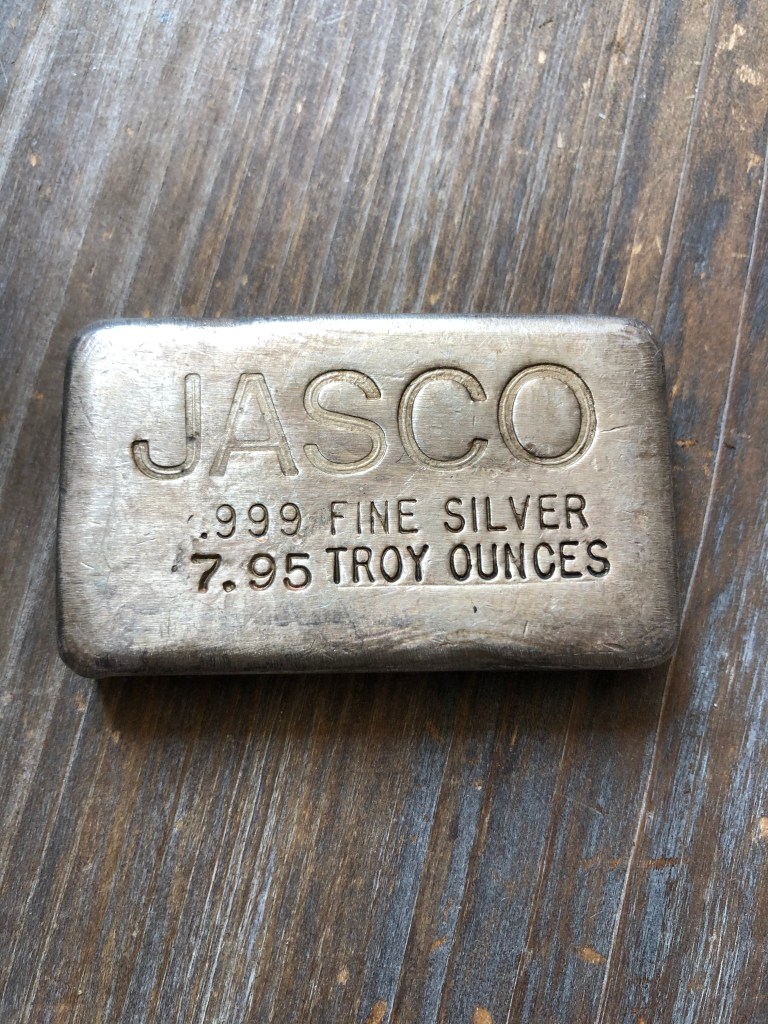 JASCO
.999 FINE SILVER
7.95 TROY OUNCES